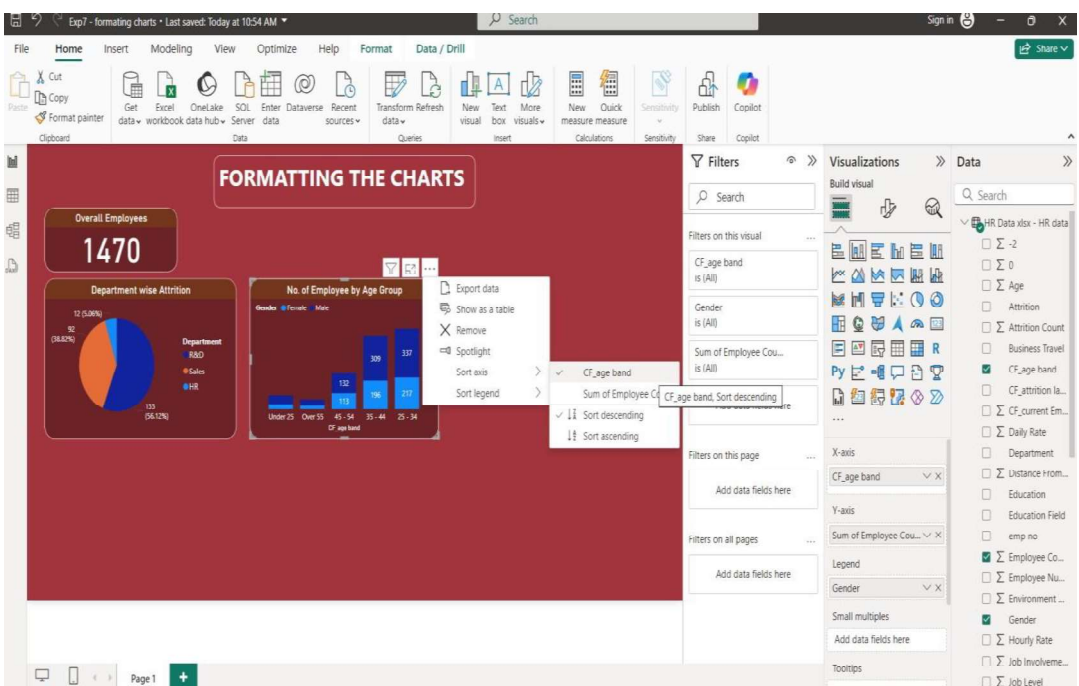 Exp7 - formating charts • Last saved: Today at 10:54 AM
Search
Sign in
File Home Insert Modeling View Optimize Help Format Data / Drill
Share
Paste
Cut
Copy
Format painter
Clipboard
Get data
Excel workbook
OneLake data hub
SQL Server
Enter data
Dataverse
Recent sources
Data
Transform data
Refresh
Queries
New visual
Text box
More visuals
Insert
New measure
Quick measure
Calculations
Sensitivity
Sensitivity
Publish
Share
Copilot
Copilot
FORMATTING THE CHARTS
Overall Employees
1470
Department wise Attrition
12 (5.06%)
92
(38.82%)
133
(56.12%)
Department
R&D
Sales
HR
No. of Employee by Age Group
Gender Female Male
132
113
309
196
337
217
Under 25 Over 55 45 - 54 35 - 44 25 - 34
CF_age band
Export data
Show as a table
Remove
Spotlight
Sort axis
Sort legend
CF_age band
Sum of Employee Co
CF_age band, Sort descending
Sort descending
Sort ascending
Filters
Search
Filters on this visual ...
CF_age band
is (All)
Gender
is (All)
Sum of Employee Cou...
is (All)
Add data fields here
Filters on this page
Add data fields here
Filters on all pages ...
Add data fields here
Visualizations
Build visual
R
Py
...
X-axis
CF_age band
Y-axis
Sum of Employee Cou...
Legend
Gender
Small multiples
Add data fields here
Tooltips
Data
Search
HR Data xlsx - HR data
Σ -2
Σ 0
Σ Age
Attrition
Σ Attrition Count
Business Travel
CF_age band
CF_attrition la...
Σ CF_current Em...
Σ Daily Rate
Department
Σ Distance From...
Education
Education Field
emp no
Σ Employee Co...
Σ Employee Nu...
Σ Environment ...
Gender
Σ Hourly Rate
Σ Job Involveme...
Σ Job Level
Page 1